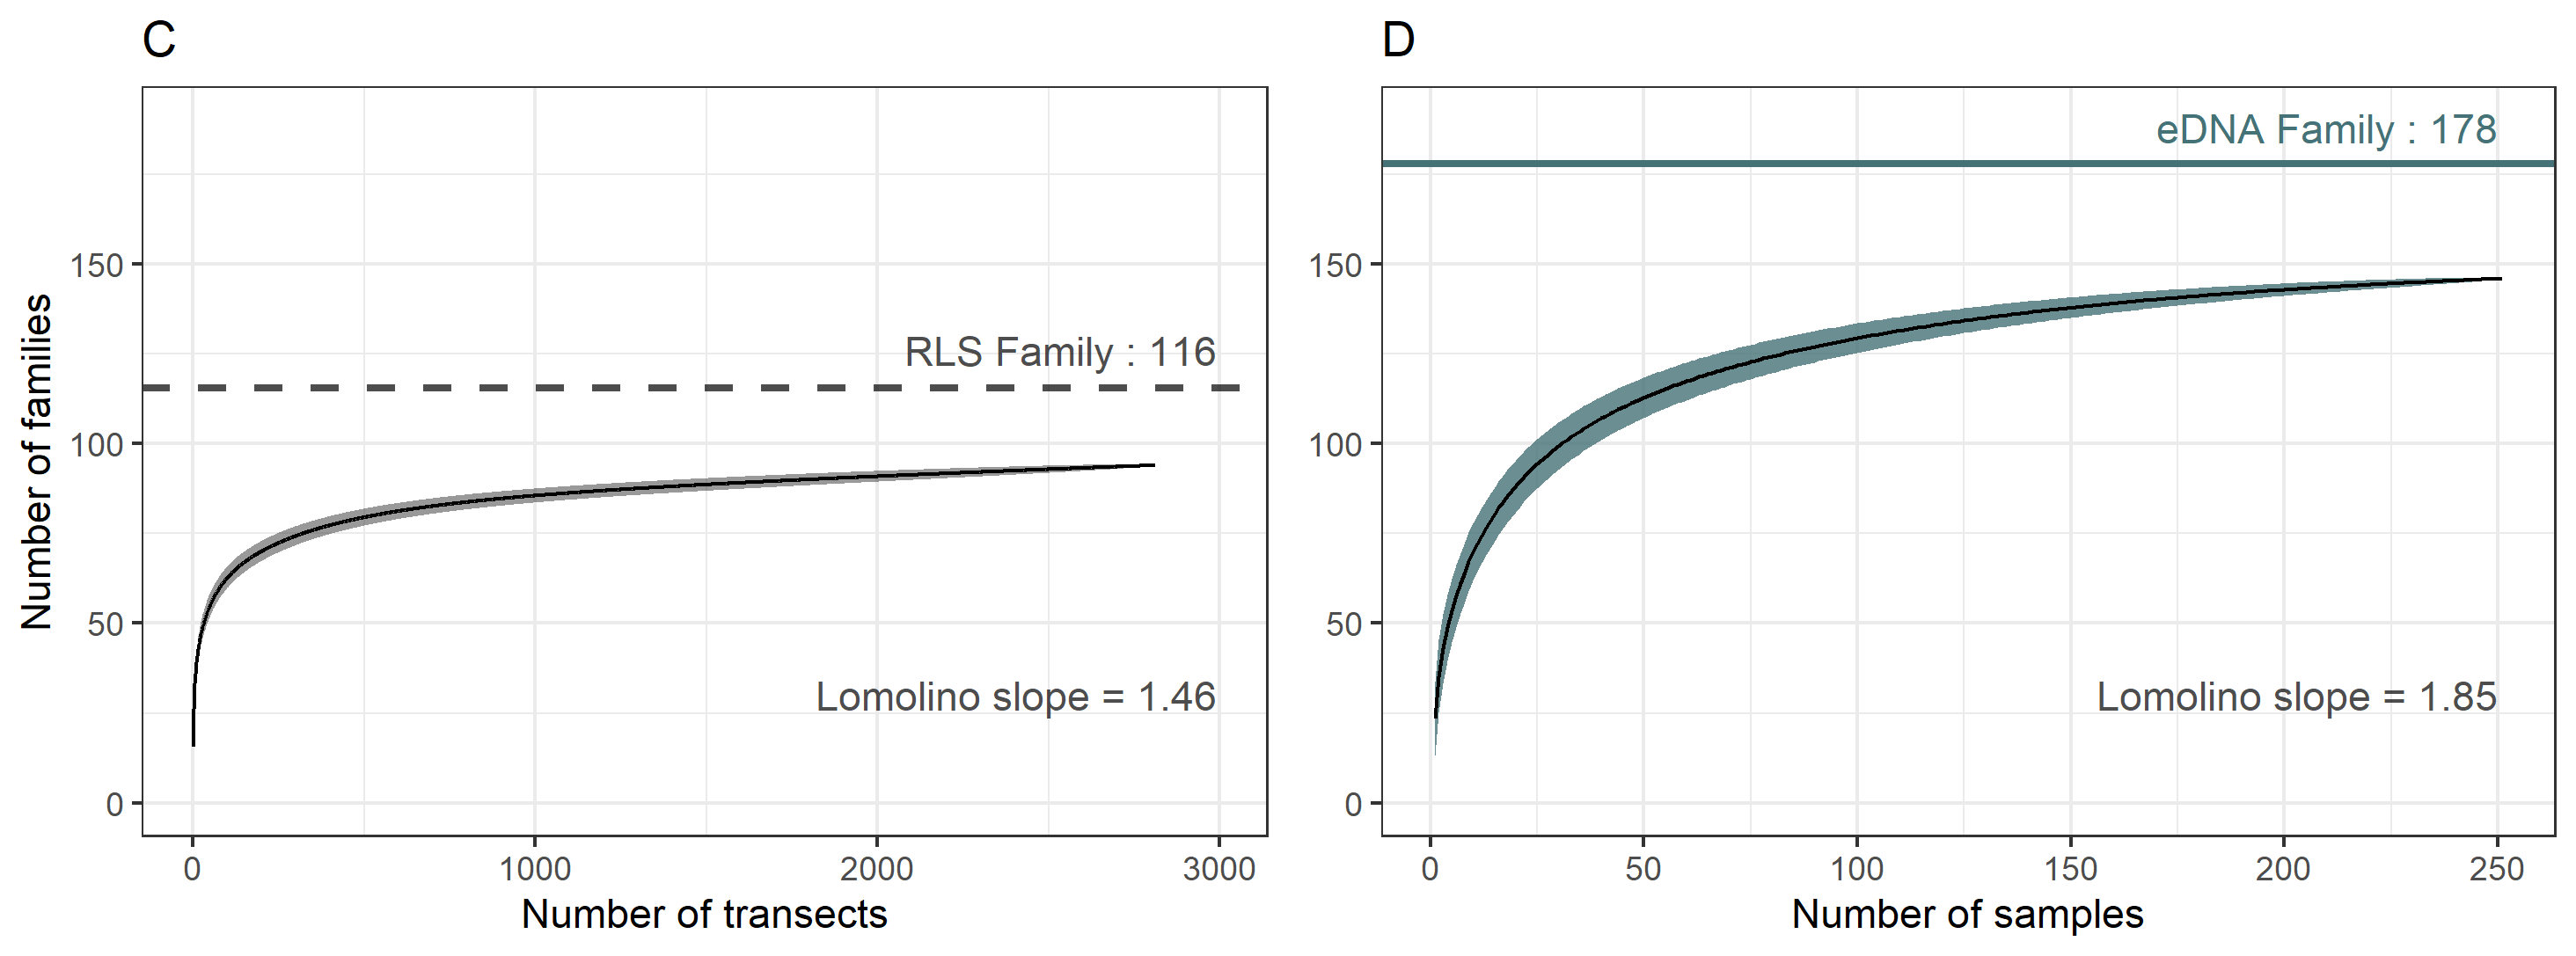 C
Number of families
150
100
50
0
RLS Family : 116
Lomolino slope = 1.46
0 1000 2000 3000
Number of transects
D
150
100
50
0
eDNA Family : 178
Lomolino slope = 1.85
0 50 100 150 200 250
Number of samples